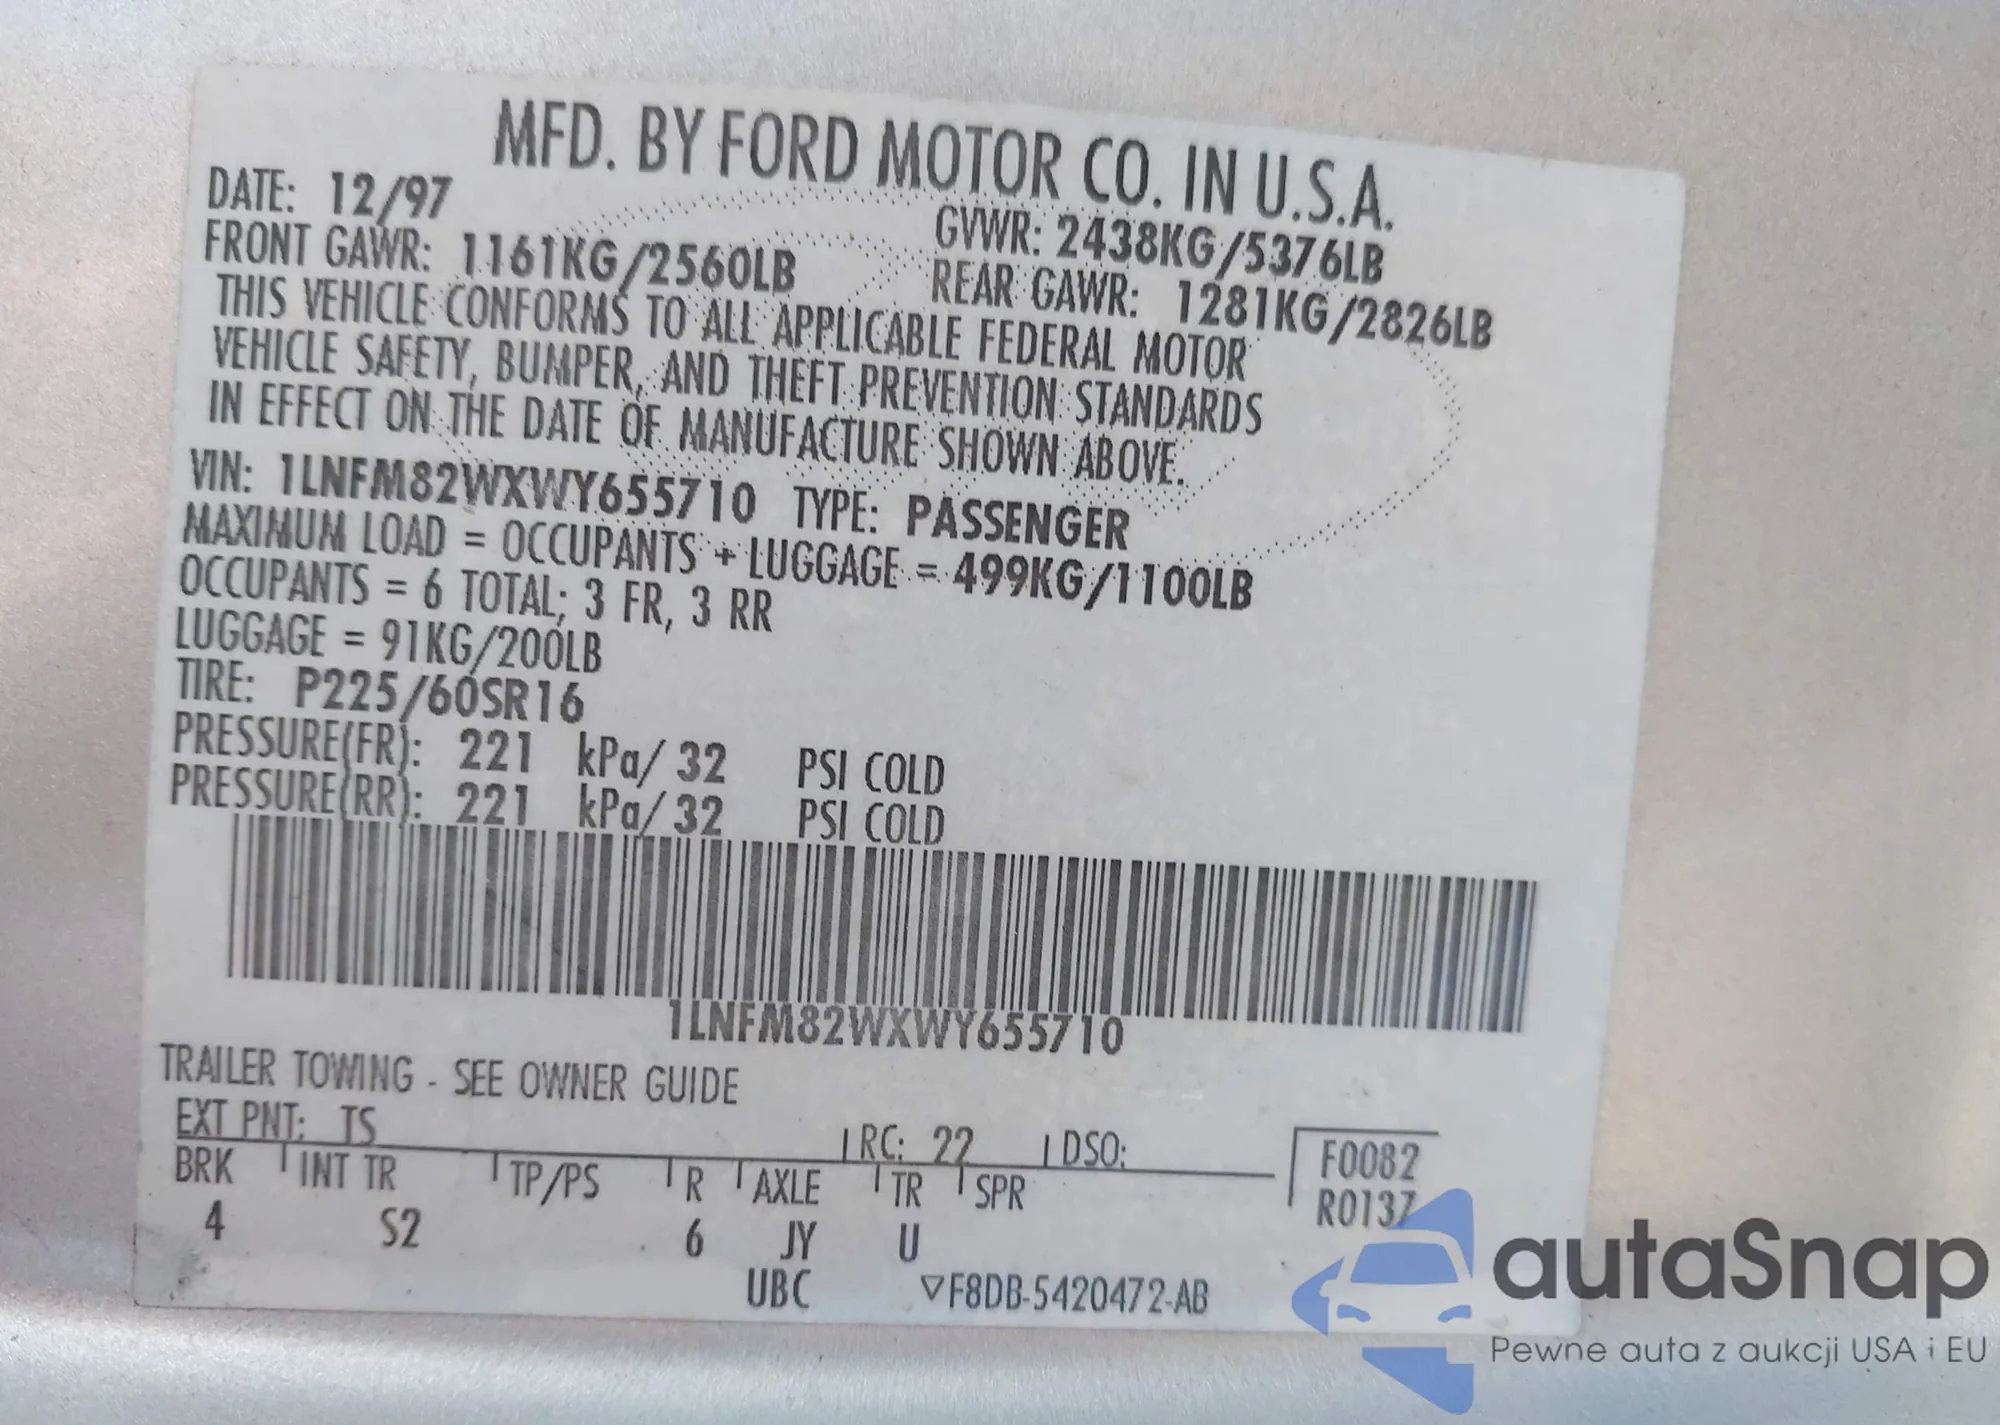 MFD. BY FORD MOTOR CO. IN U.S.A.
DATE: 12/97 GVWR: 2438KG/5376LB
FRONT GAWR: 1161KG/2560LB REAR GAWR: 1281KG/2826LB
THIS VEHICLE CONFORMS TO ALL APPLICABLE FEDERAL MOTOR
VEHICLE SAFETY, BUMPER, AND THEFT PREVENTION STANDARDS
IN EFFECT ON THE DATE OF MANUFACTURE SHOWN ABOVE.
VIN: 1LNFM82WXWY655710 TYPE: PASSENGER
MAXIMUM LOAD = OCCUPANTS + LUGGAGE = 499KG/1100LB
OCCUPANTS = 6 TOTAL; 3 FR, 3 RR
LUGGAGE = 91KG/200LB
TIRE: P225/60SR16
PRESSURE(FR): 221 kPa/ 32 PSI COLD
PRESSURE(RR): 221 kPa/ 32 PSI COLD
1LNFM82WXWY655710
TRAILER TOWING - SEE OWNER GUIDE
EXT PNT: TS RC: 22 DSO: F0082
BRK INT TR TP/PS R AXLE TR SPR R0137
4 S2 6 JY U
UBC ▽F8DB-5420472-AB
autaSnap
Pewne auta z aukcji USA i EU